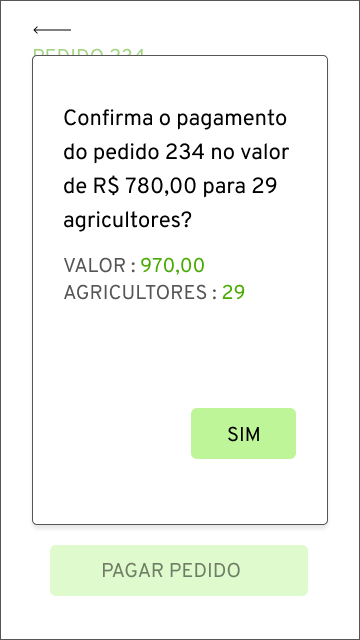 PEDIDO 234
Confirma o pagamento
do pedido 234 no valor
de R$ 780,00 para 29
agricultores?
VALOR : 970,00
AGRICULTORES : 29
SIM
PAGAR PEDIDO